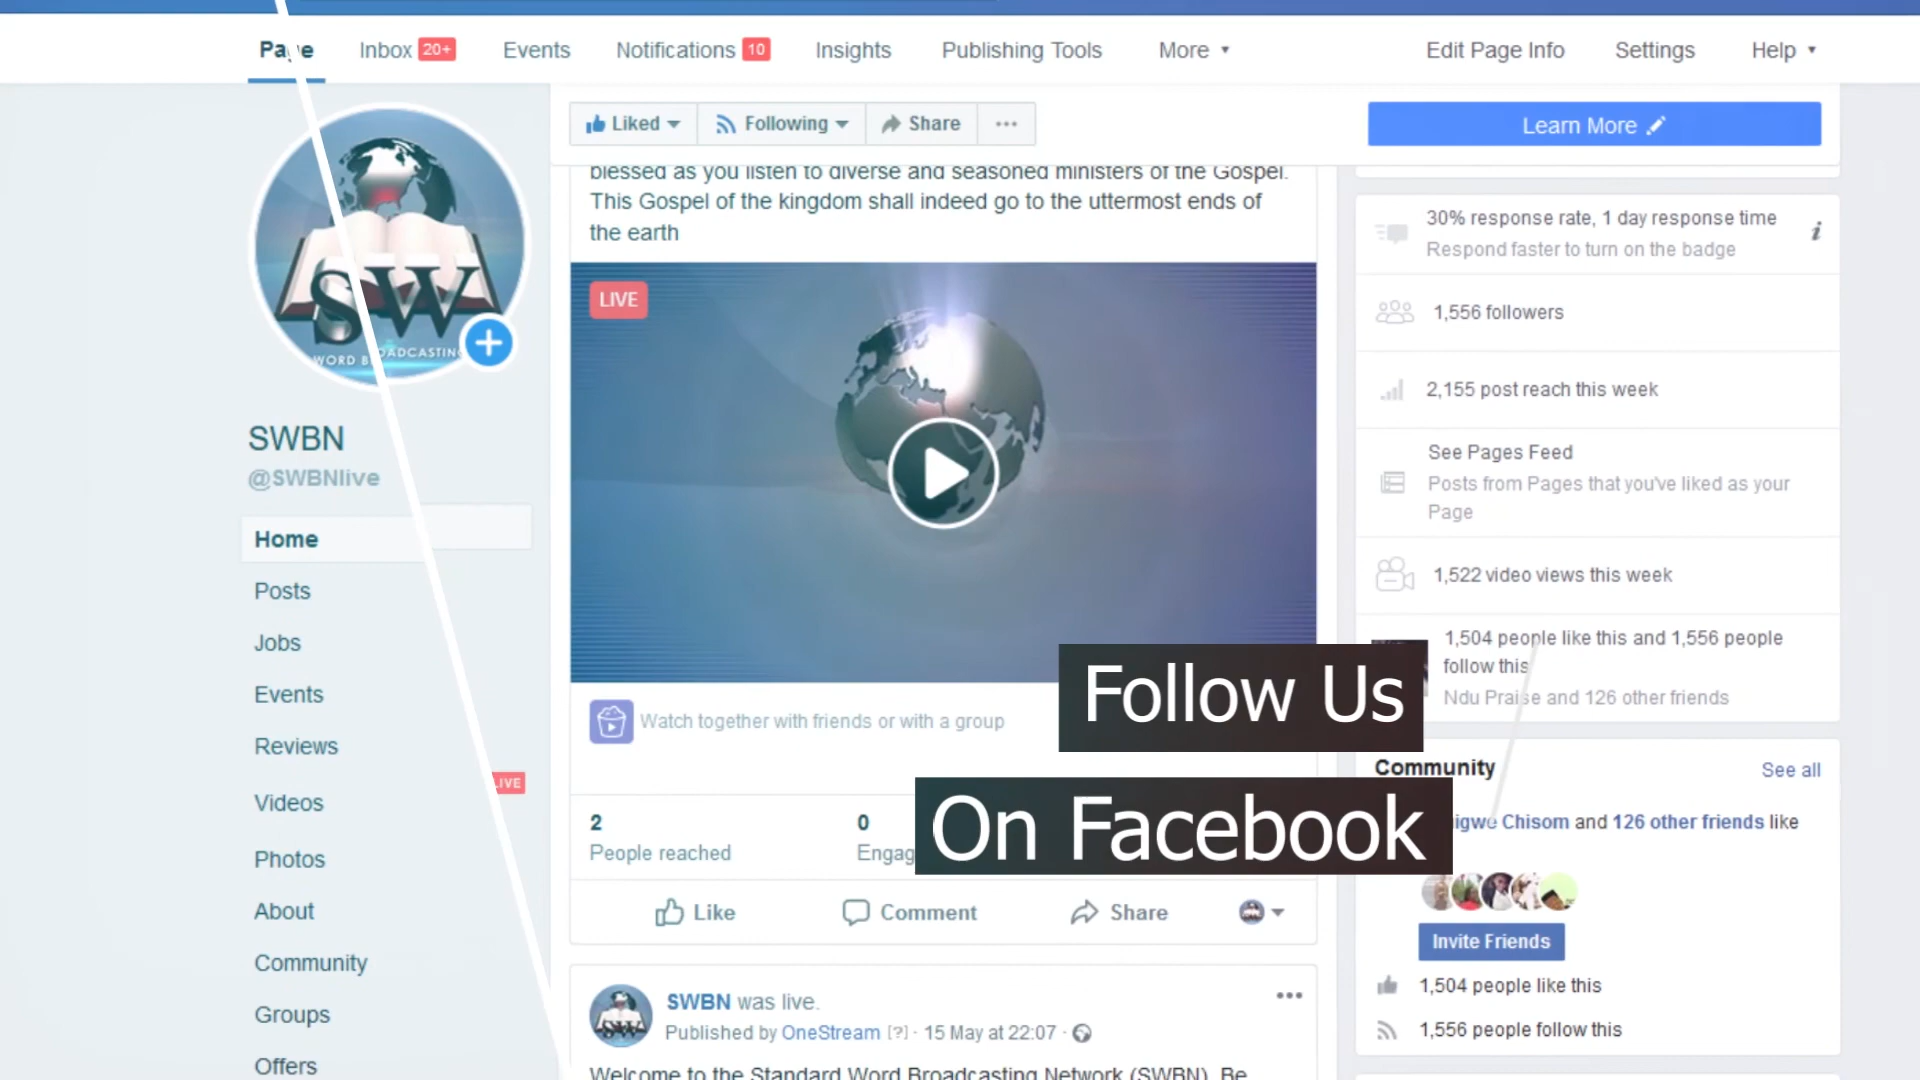 Page Inbox 20+ Events Notifications 10 Insights Publishing Tools More Edit Page Info Settings Help
Liked Following Share ... Learn More
blessed as you listen to diverse and seasoned ministers of the Gospel.
This Gospel of the kingdom shall indeed go to the uttermost ends of
the earth
LIVE
SW
WORD BROADCASTING
SWBN
@SWBNlive
Home
Posts
Jobs
Events
Reviews
Videos
LIVE
Photos
About
Community
Groups
Offers
Watch together with friends or with a group
2
People reached
0
Engag
Like Comment Share
SWBN was live.
Published by OneStream [?] · 15 May at 22:07 ·
Welcome to the Standard Word Broadcasting Network (SWBN). Be
30% response rate, 1 day response time
Respond faster to turn on the badge
1,556 followers
2,155 post reach this week
See Pages Feed
Posts from Pages that you've liked as your
Page
1,522 video views this week
1,504 people like this and 1,556 people
follow this
Ndu Praise and 126 other friends
Follow Us
On Facebook
Community See all
Chisom and 126 other friends like
Invite Friends
1,504 people like this
1,556 people follow this